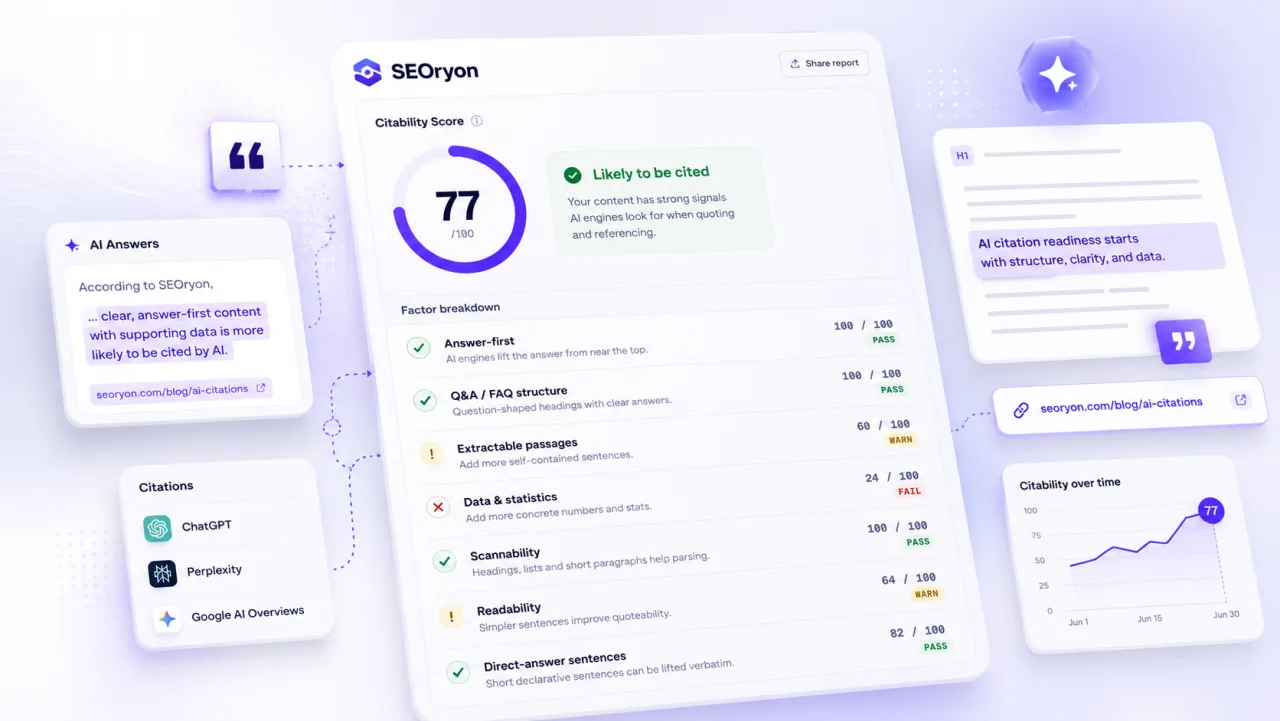 SEOryon
Share report
Citability Score
77
/100
Likely to be cited
Your content has strong signals
AI engines look for when quoting
and referencing.
Factor breakdown
Answer-first
AI engines lift the answer from near the top.
100 / 100
PASS
Q&A / FAQ structure
Question-shaped headings with clear answers.
100 / 100
PASS
Extractable passages
Add more self-contained sentences.
60 / 100
WARN
Data & statistics
Add more concrete numbers and stats.
24 / 100
FAIL
Scannability
Headings, lists and short paragraphs help parsing.
100 / 100
PASS
Readability
Simpler sentences improve quoteability.
64 / 100
WARN
Direct-answer sentences
Short declarative sentences can be lifted verbatim.
82 / 100
PASS
“
AI Answers
According to SEOryon,
... clear, answer-first content
with supporting data is more
likely to be cited by AI.
seoryon.com/blog/ai-citations
Citations
ChatGPT
Perplexity
Google AI Overviews
H1
AI citation readiness starts
with structure, clarity, and data.
”
seoryon.com/blog/ai-citations
Citability over time
100
75
50
25
0
77
Jun 1
Jun 15
Jun 30